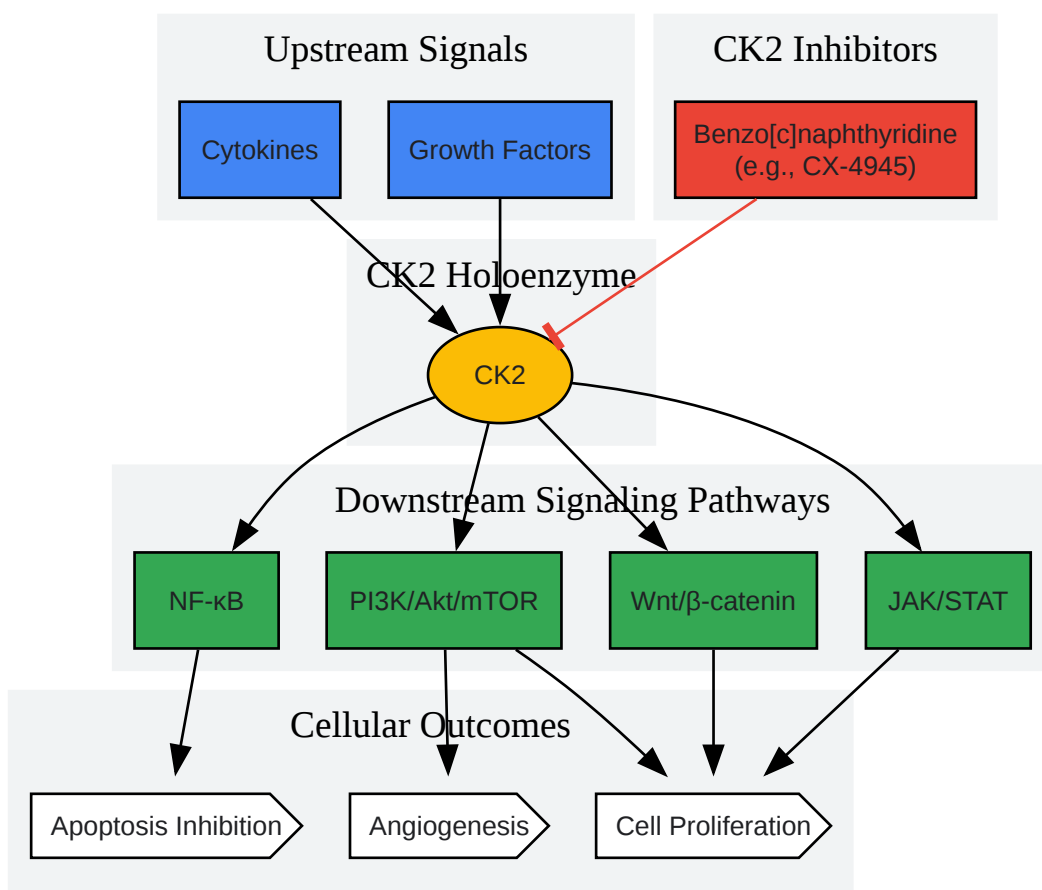 Upstream Signals
CK2 Inhibitors
Cytokines
Growth Factors
Benzo[c]naphthyridine
(e.g., CX-4945)
CK2 Holoenzyme
CK2
Downstream Signaling Pathways
NF-κB
PI3K/Akt/mTOR
Wnt/β-catenin
JAK/STAT
Cellular Outcomes
Apoptosis Inhibition
Angiogenesis
Cell Proliferation